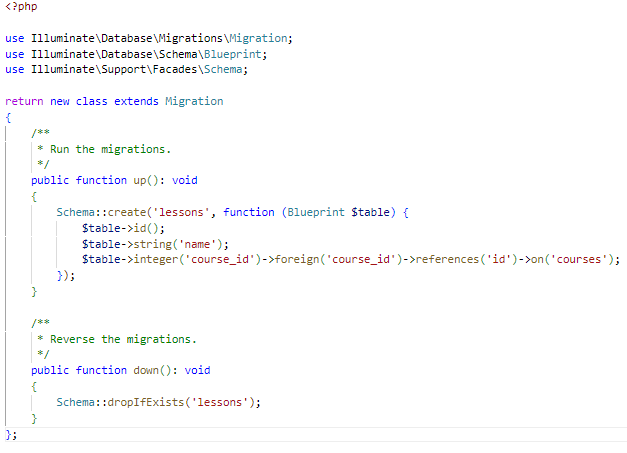 <?php
use Illuminate\Database\Migrations\Migration;
use Illuminate\Database\Schema\Blueprint;
use Illuminate\Support\Facades\Schema;
return new class extends Migration
{
/**
* Run the migrations.
*/
public function up(): void
{
Schema::create('lessons', function (Blueprint $table) {
$table->id();
$table->string('name');
$table->integer('course_id')->foreign('course_id')->references('id')->on('courses');
});
}
/**
* Reverse the migrations.
*/
public function down(): void
{
Schema::dropIfExists('lessons');
}
};